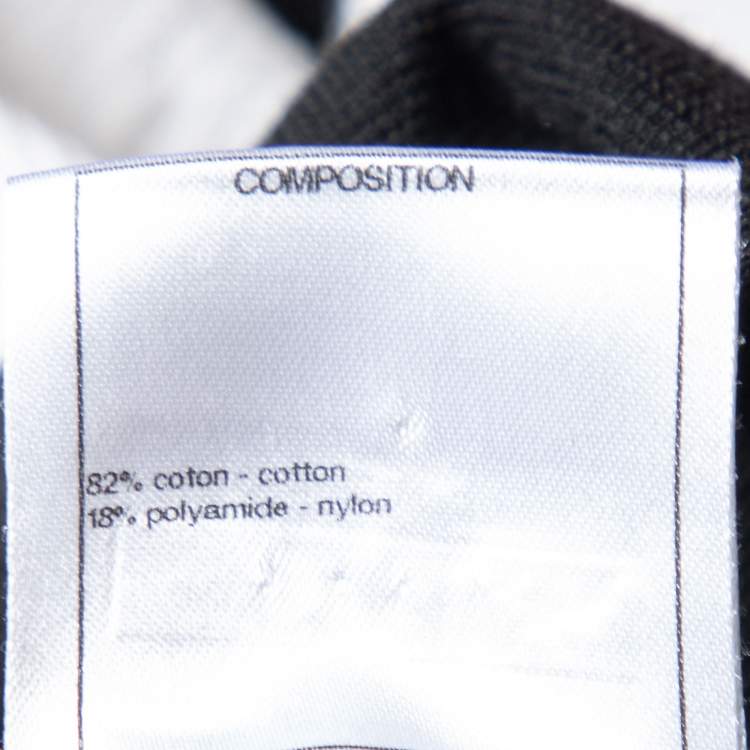 COMPOSITION
82% coton - cotton
18% polyamide - nylon